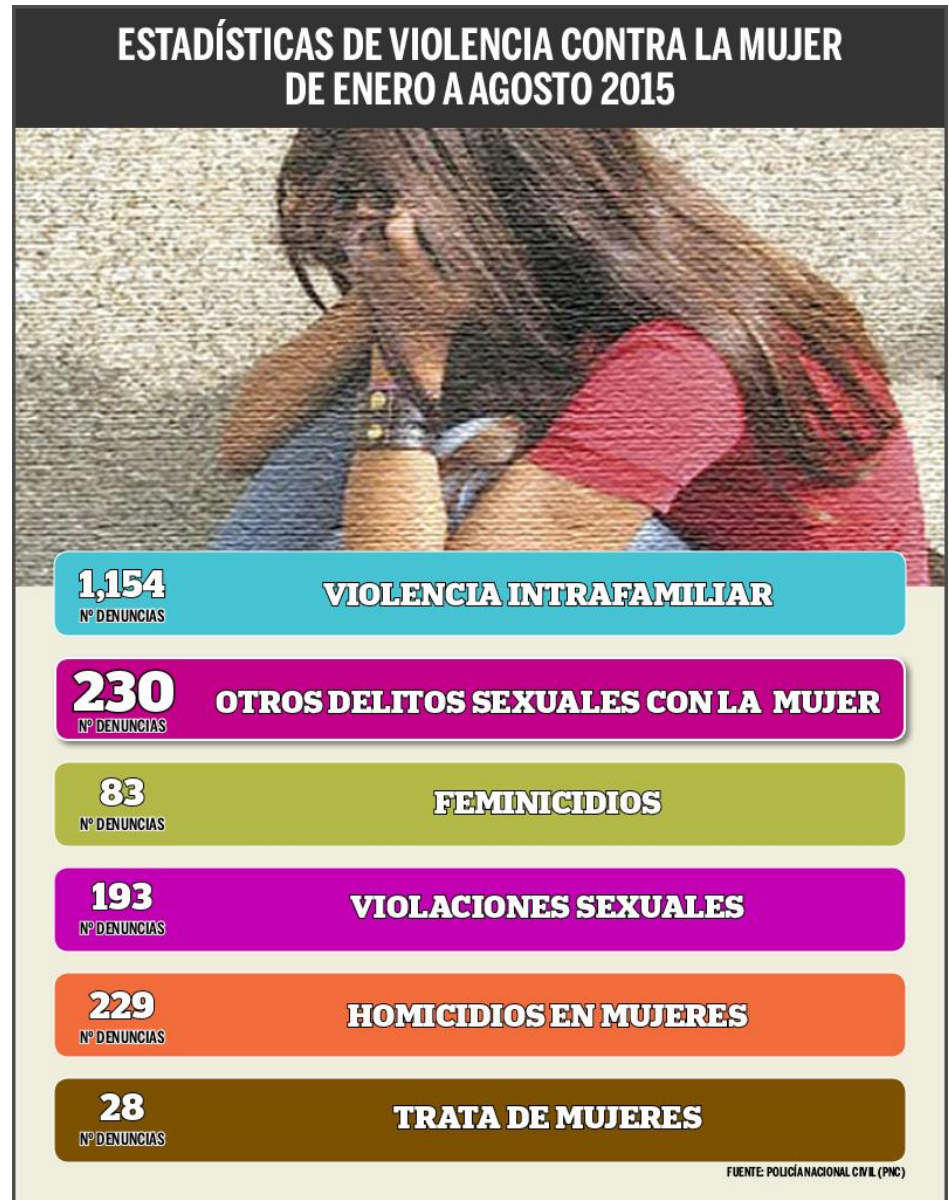 ESTADÍSTICAS DE VIOLENCIA CONTRA LA MUJER
DE ENERO A AGOSTO 2015
1,154
Nº DENUNCIAS
VIOLENCIA INTRAFAMILIAR
230
Nº DENUNCIAS
OTROS DELITOS SEXUALES CON LA MUJER
83
Nº DENUNCIAS
FEMINICIDIOS
193
Nº DENUNCIAS
VIOLACIONES SEXUALES
229
Nº DENUNCIAS
HOMICIDIOS EN MUJERES
28
Nº DENUNCIAS
TRATA DE MUJERES
FUENTE: POLICÍA NACIONAL CIVIL (PNC)